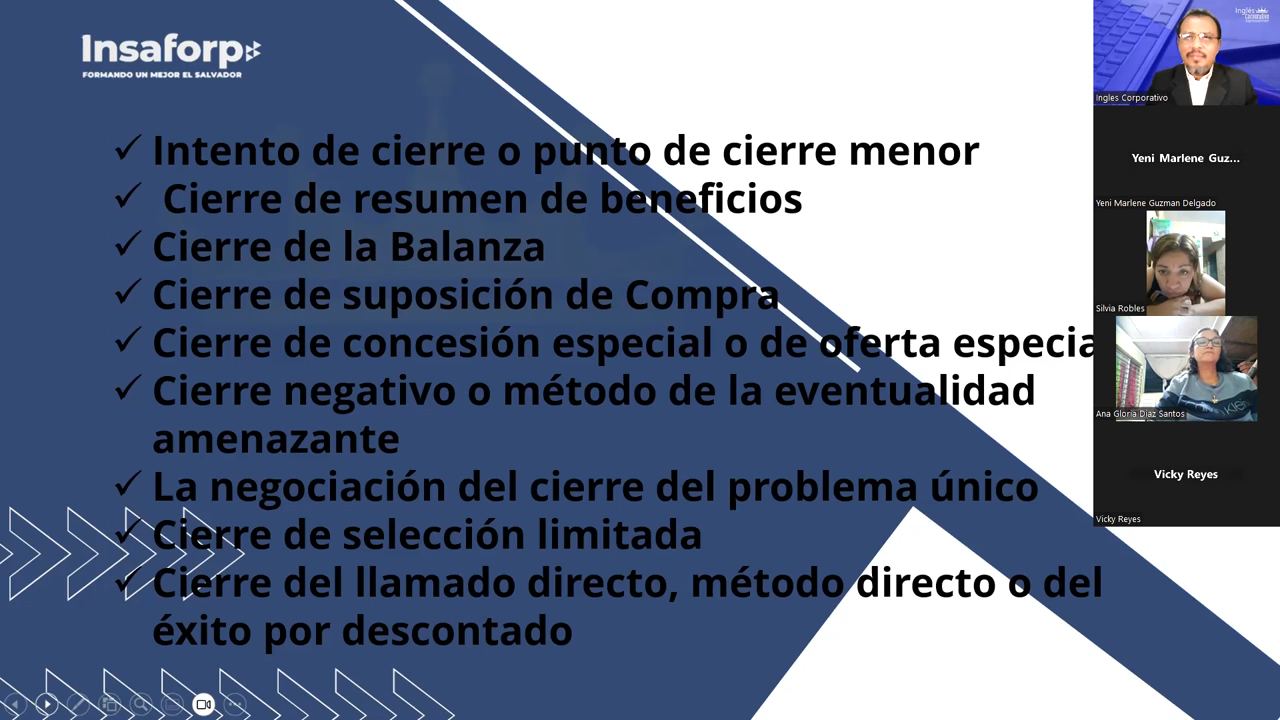 Insaforp
FORMANDO UN MEJOR EL SALVADOR
✓ Intento de cierre o punto de cierre menor
✓ Cierre de resumen de beneficios
✓ Cierre de la Balanza
✓ Cierre de suposición de Compra
✓ Cierre de concesión especial o de oferta especia
✓ Cierre negativo o método de la eventualidad
amenazante
✓ La negociación del cierre del problema único
✓ Cierre de selección limitada
✓ Cierre del llamado directo, método directo o del
éxito por descontado
Inglés
Corporativo
Ingles Corporativo
Yeni Marlene Guz...
Yeni Marlene Guzman Delgado
Silvia Robles
Ana Gloria Diaz Santos
Vicky Reyes
Vicky Reyes